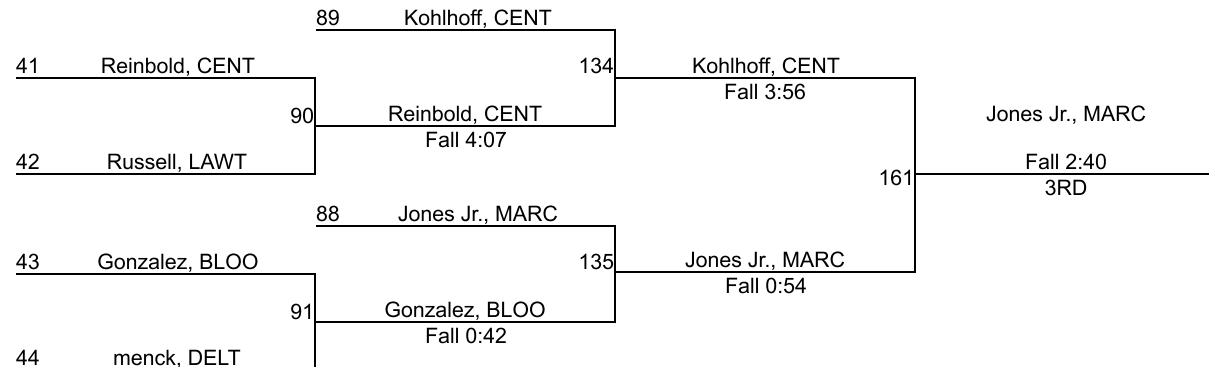 89 Kohlhoff, CENT
41 Reinbold, CENT
134 Kohlhoff, CENT
Fall 3:56
90 Reinbold, CENT
Fall 4:07
Jones Jr., MARC
42 Russell, LAWT
Fall 2:40
161
3RD
88 Jones Jr., MARC
43 Gonzalez, BLOO
135 Jones Jr., MARC
Fall 0:54
91 Gonzalez, BLOO
Fall 0:42
44 menck, DELT